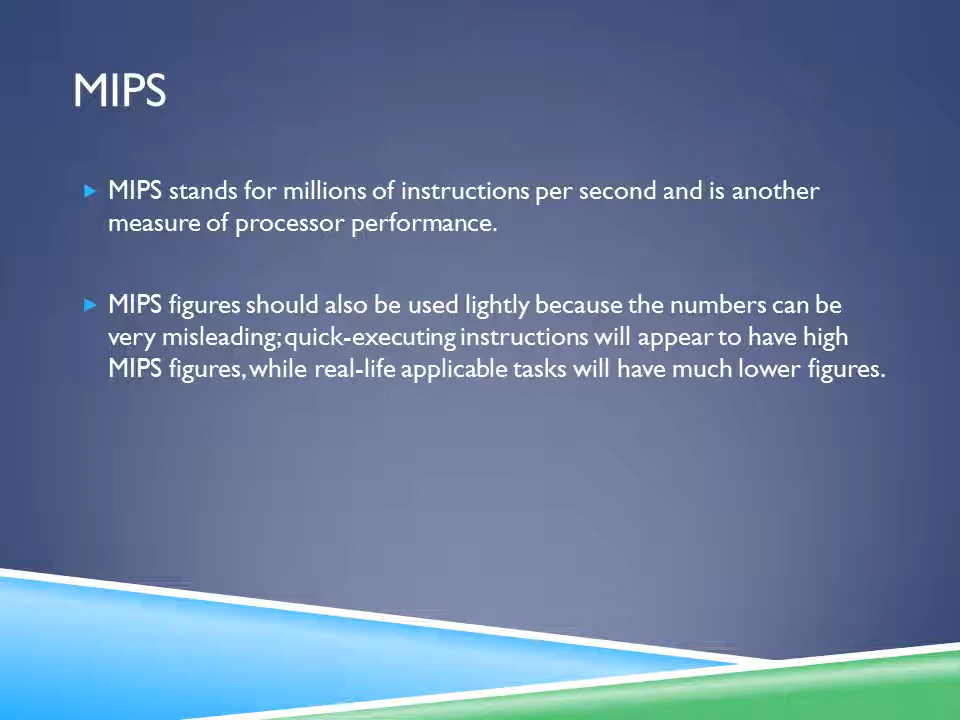 MIPS
MIPS stands for millions of instructions per second and is another
measure of processor performance.
MIPS figures should also be used lightly because the numbers can be
very misleading; quick-executing instructions will appear to have high
MIPS figures, while real-life applicable tasks will have much lower figures.